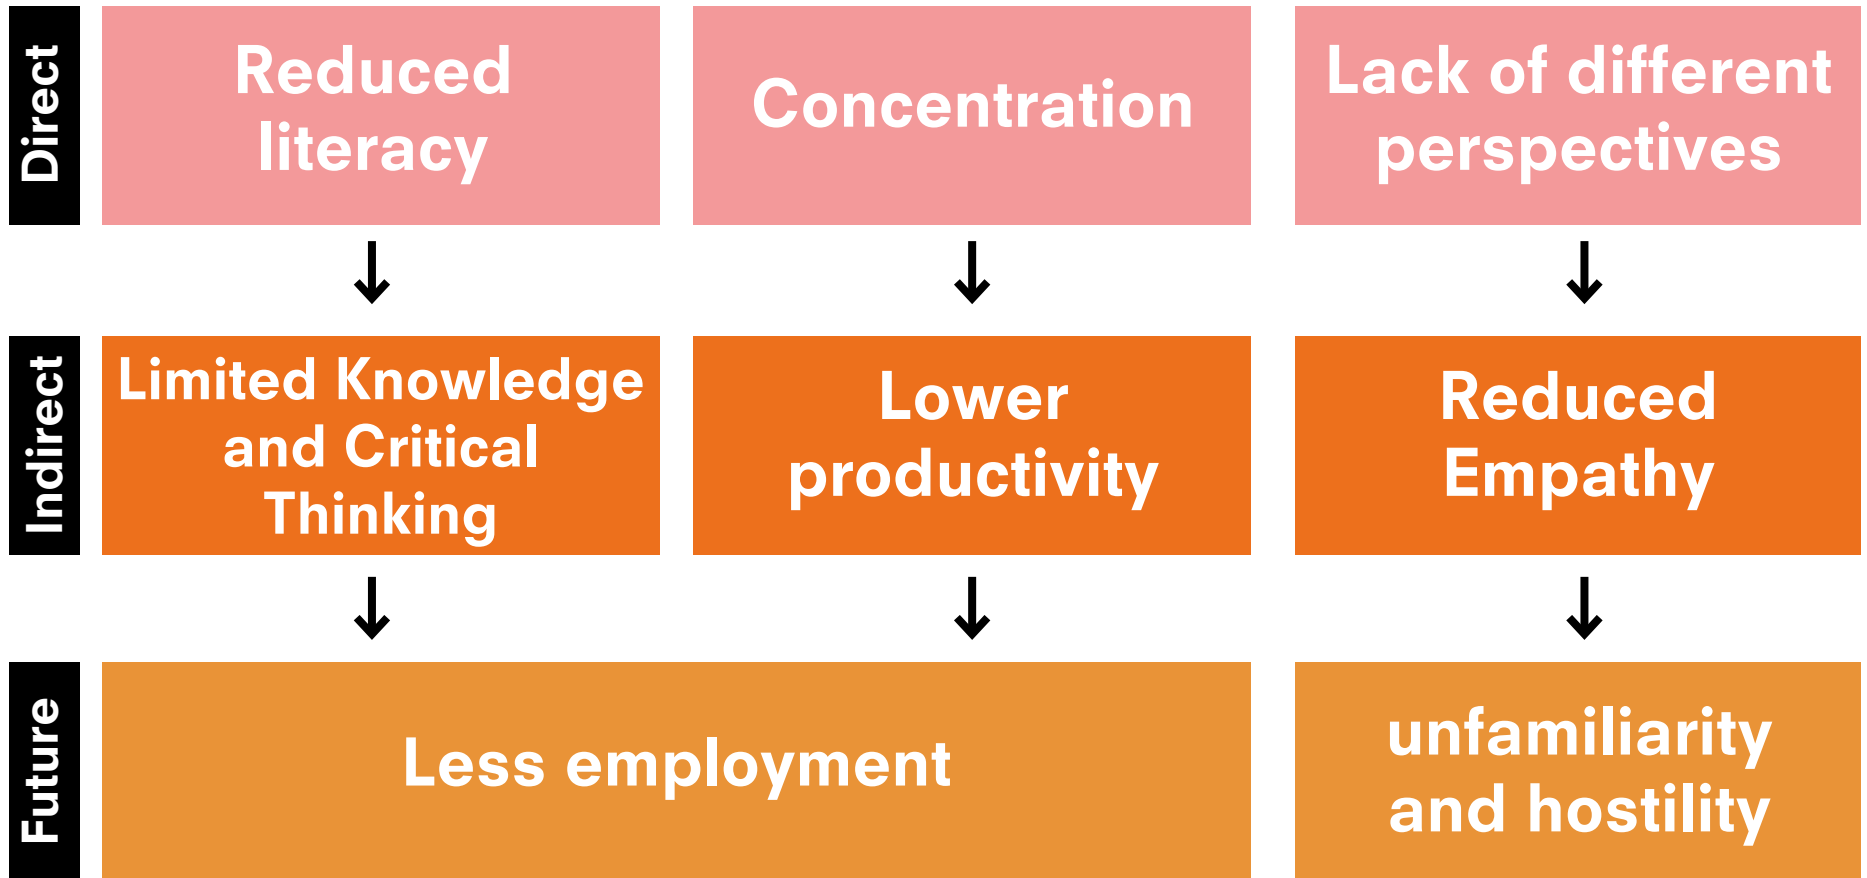 Direct
Reduced
literacy
Concentration
Lack of different
perspectives
Indirect
Limited Knowledge
and Critical
Thinking
Lower
productivity
Reduced
Empathy
Future
Less employment
unfamiliarity
and hostility